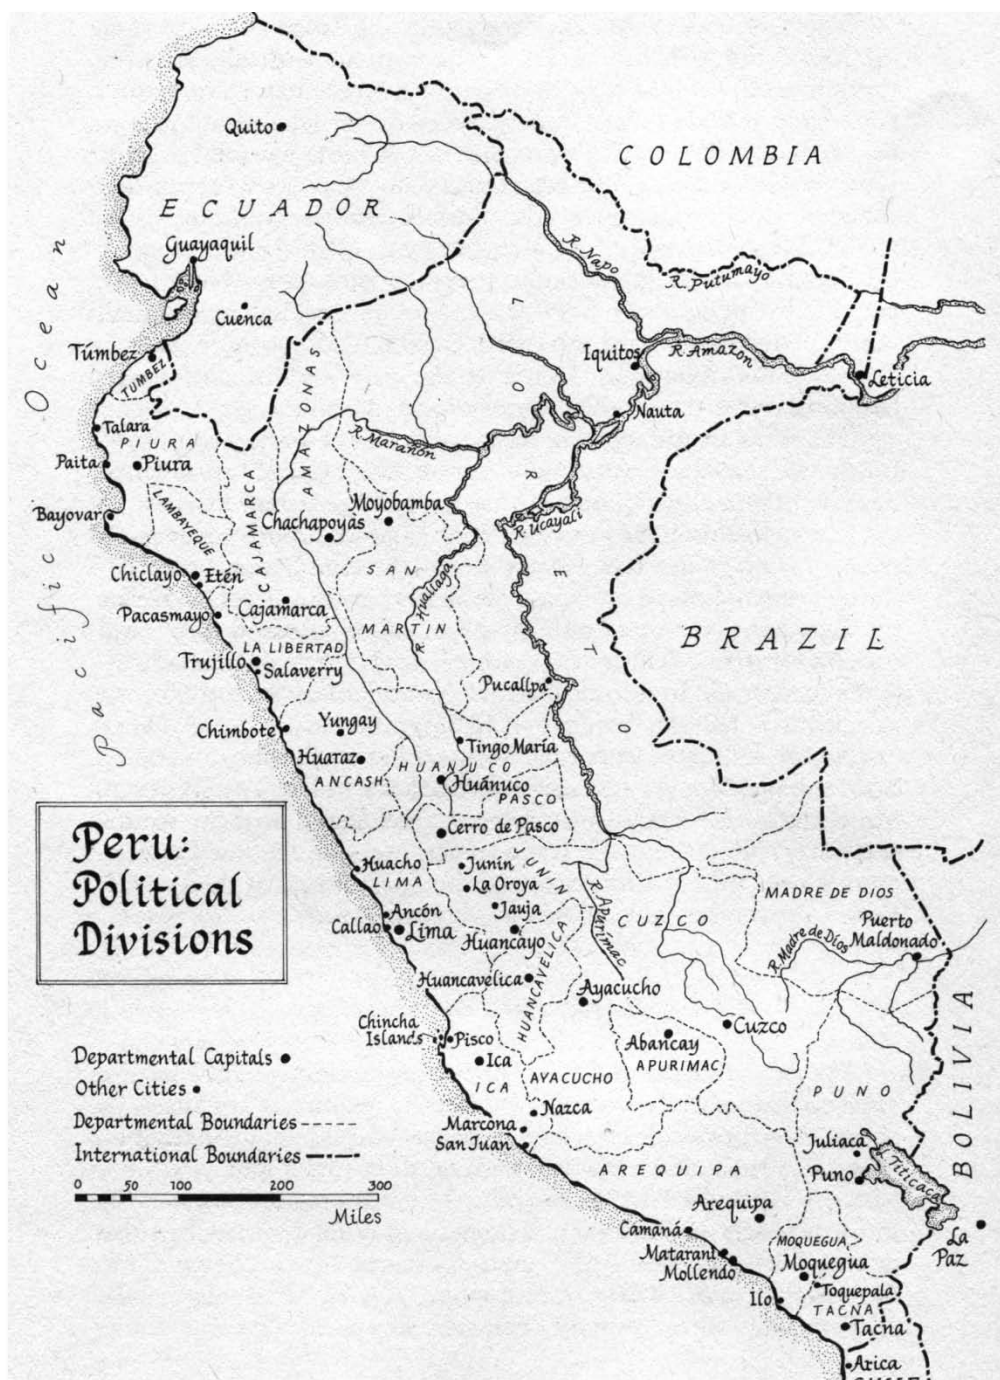 Quito
COLOMBIA
ECUADOR
Guayaquil
R. Napo
R. Putumayo
Pacific Ocean
Cuenca
Túmbez
TUMBEZ
AMAZONAS
LORETO
Iquitos
R. Amazon
Leticia
Nauta
Talara
PIURA
R. Marañon
Paita
Piura
Bayovar
LAMBAYEQUE
CAJAMARCA
Moyobamba
Chachapoyas
R. Ucayali
Chiclayo
Eten
SAN
MARTIN
R. Huallaga
Pacasmayo
Cajamarca
BRAZIL
LA LIBERTAD
Trujillo
Salaverry
Pucallpa
Chimbote
Yungay
Tingo María
Huaraz
ANCASH
HUANUCO
Huánuco
PASCO
Peru:
Political
Divisions
Cerro de Pasco
Huacho
LIMA
Junín
JUNIN
La Oroya
Jauja
R. Apurimac
CUZCO
MADRE DE DIOS
Puerto
Maldonado
R. Madre de Dios
Ancón
Callao
Lima
Huancayo
Huancavelica
HUANCAVELICA
Ayacucho
Chincha
Islands
Pisco
Ica
ICA
AYACUCHO
Abancay
APURIMAC
Cuzco
PUNO
BOLIVIA
Departmental Capitals
Other Cities
Departmental Boundaries
International Boundaries
0 50 100 200 300
Miles
Nazca
Marcona
San Juan
AREQUIPA
Juliaca
Puno
L. Titicaca
La
Paz
Arequipa
Camaná
Matarani
Mollendo
MOQUEGUA
Moquegua
Toquepala
Ilo
TACNA
Tacna
Arica